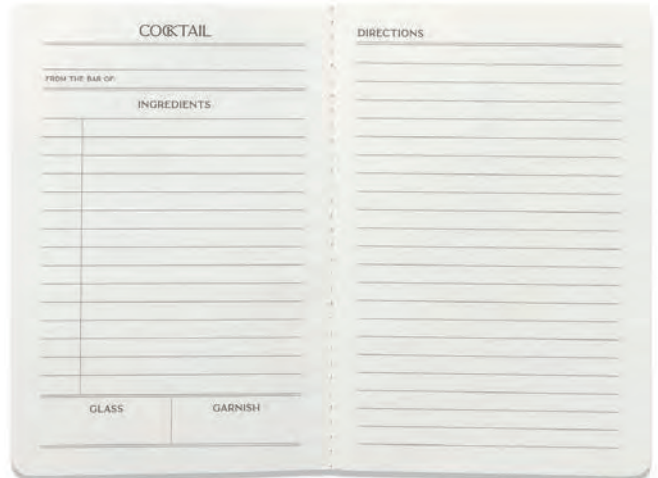 COCKTAIL
FROM THE BAR OF:
INGREDIENTS
GLASS
GARNISH
DIRECTIONS